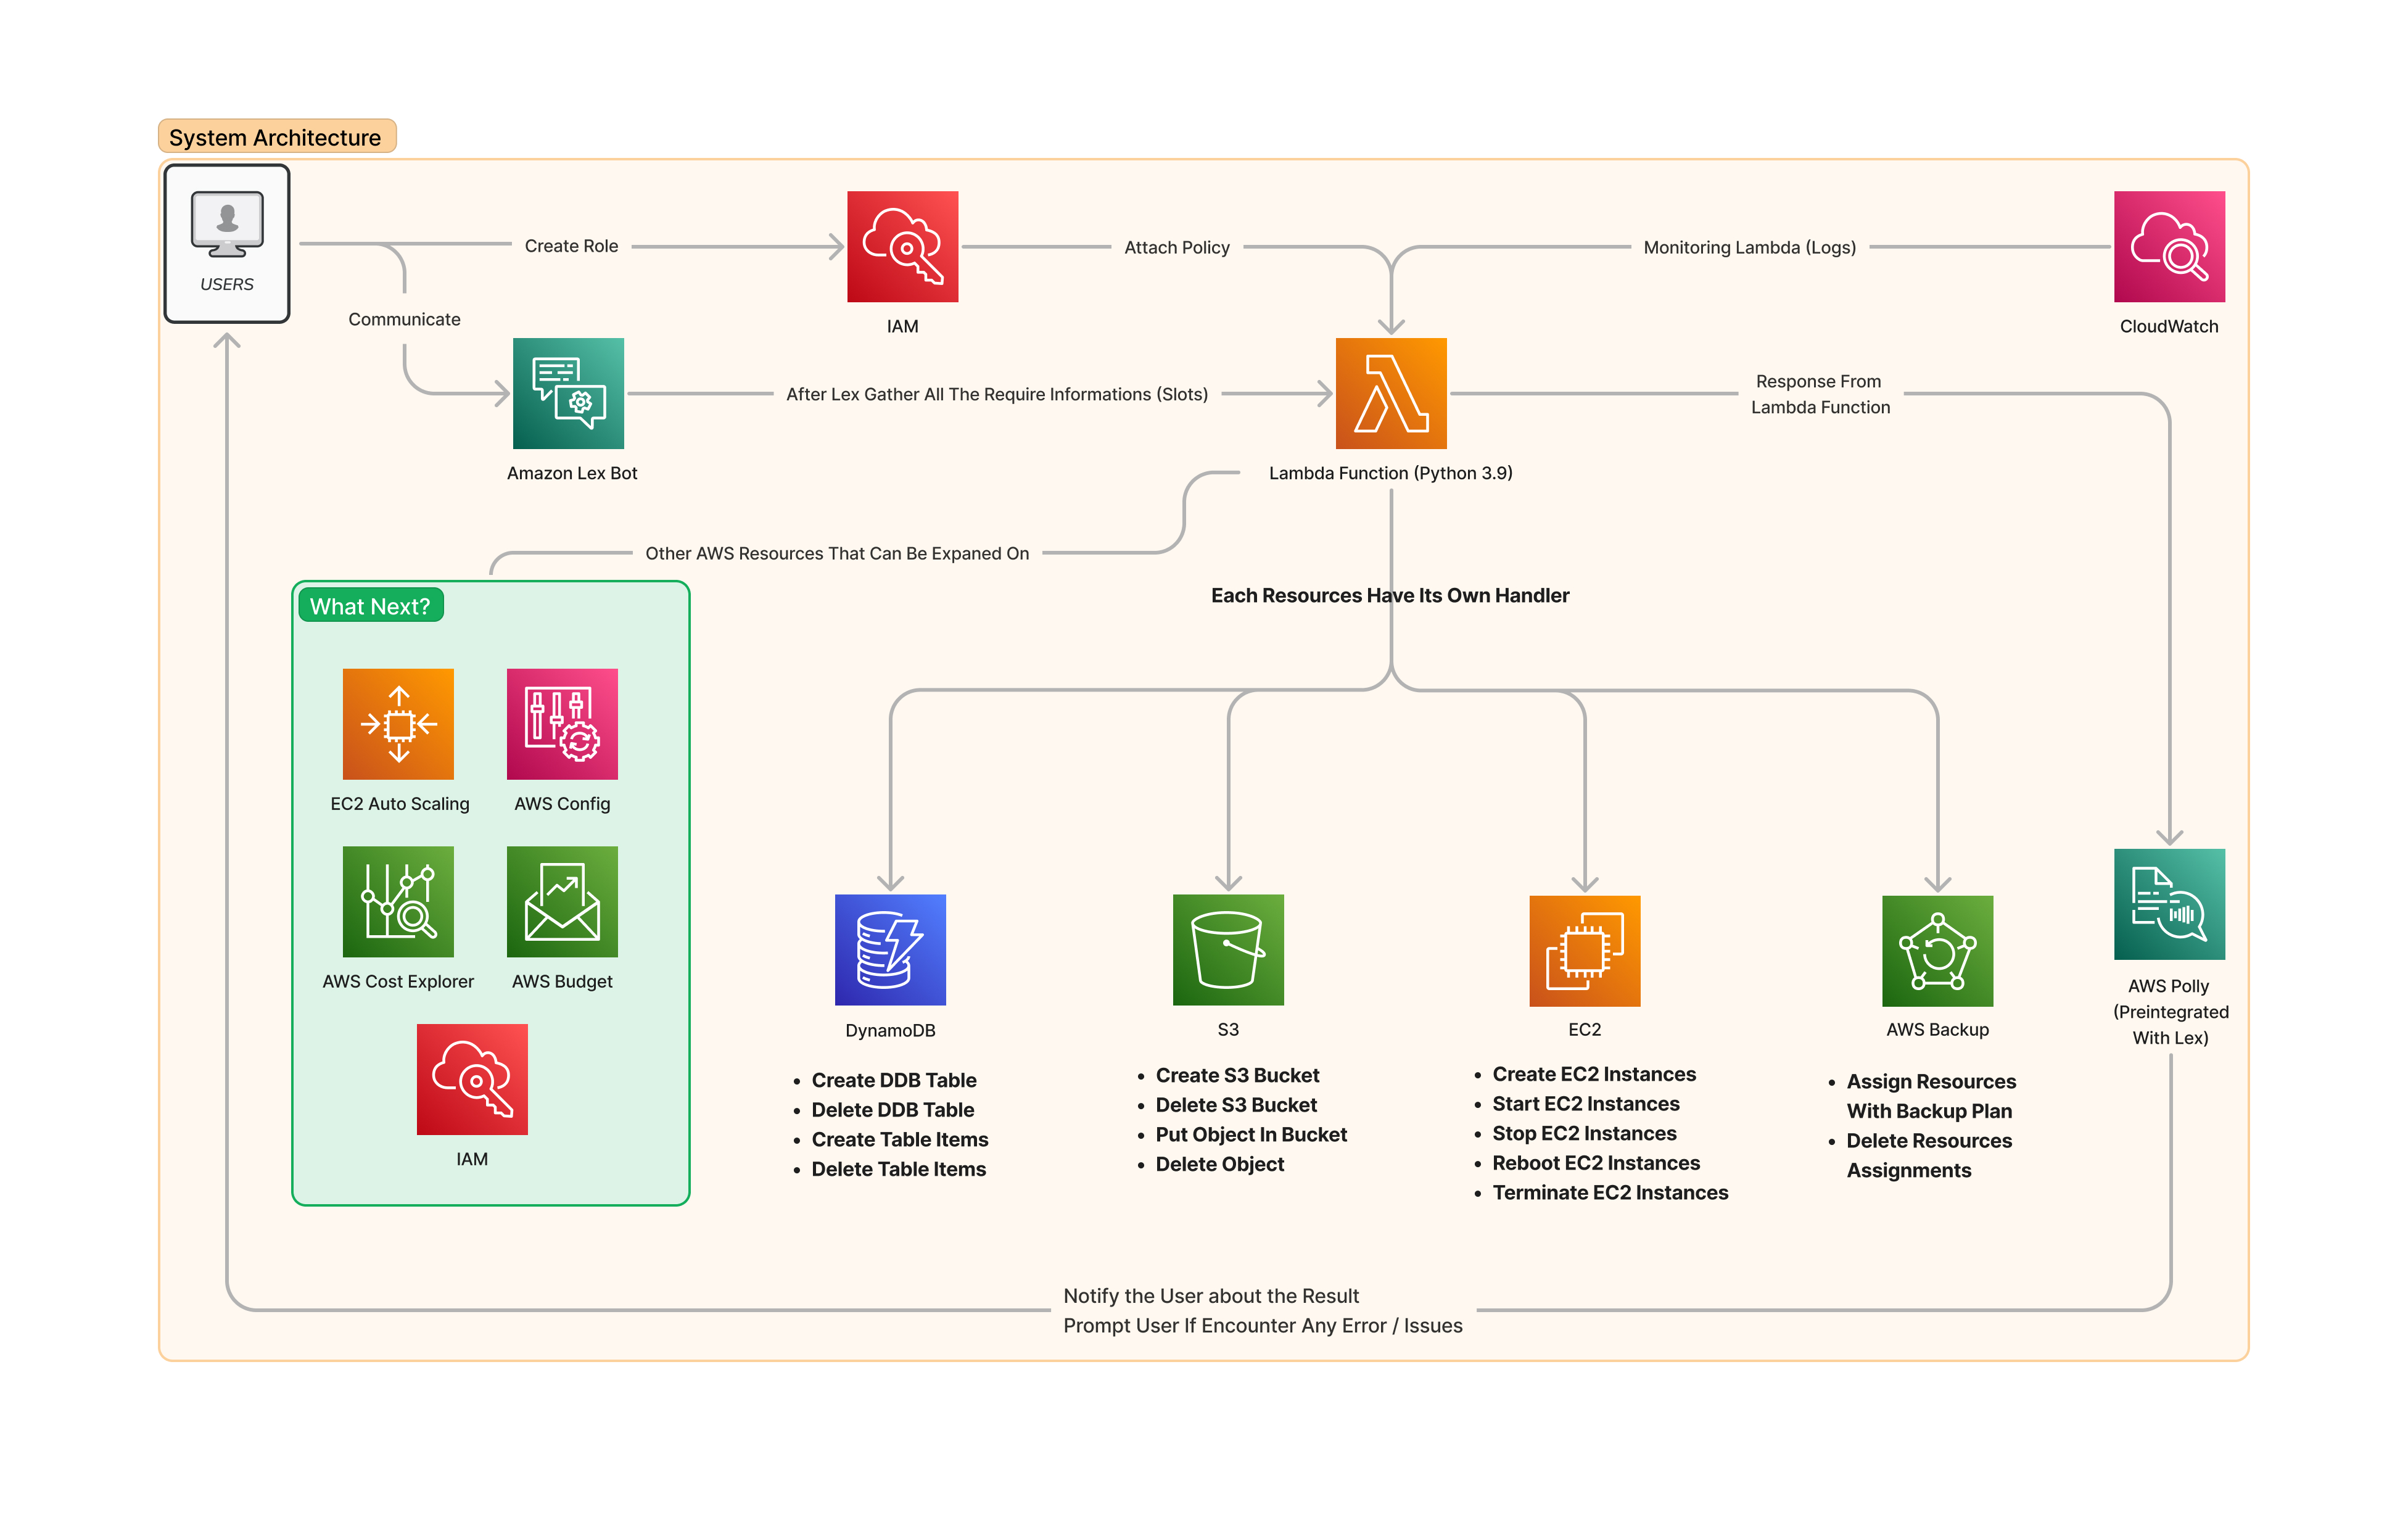 System Architecture
USERS
Create Role
Attach Policy
Monitoring Lambda (Logs)
IAM
CloudWatch
Communicate
After Lex Gather All The Require Informations (Slots)
Response From
Lambda Function
Amazon Lex Bot
Lambda Function (Python 3.9)
Other AWS Resources That Can Be Expaned On
Each Resources Have Its Own Handler
What Next?
EC2 Auto Scaling
AWS Config
AWS Cost Explorer
AWS Budget
IAM
DynamoDB
Create DDB Table
Delete DDB Table
Create Table Items
Delete Table Items
S3
Create S3 Bucket
Delete S3 Bucket
Put Object In Bucket
Delete Object
EC2
Create EC2 Instances
Start EC2 Instances
Stop EC2 Instances
Reboot EC2 Instances
Terminate EC2 Instances
AWS Backup
Assign Resources
With Backup Plan
Delete Resources
Assignments
AWS Polly
(Preintegrated
With Lex)
Notify the User about the Result
Prompt User If Encounter Any Error / Issues